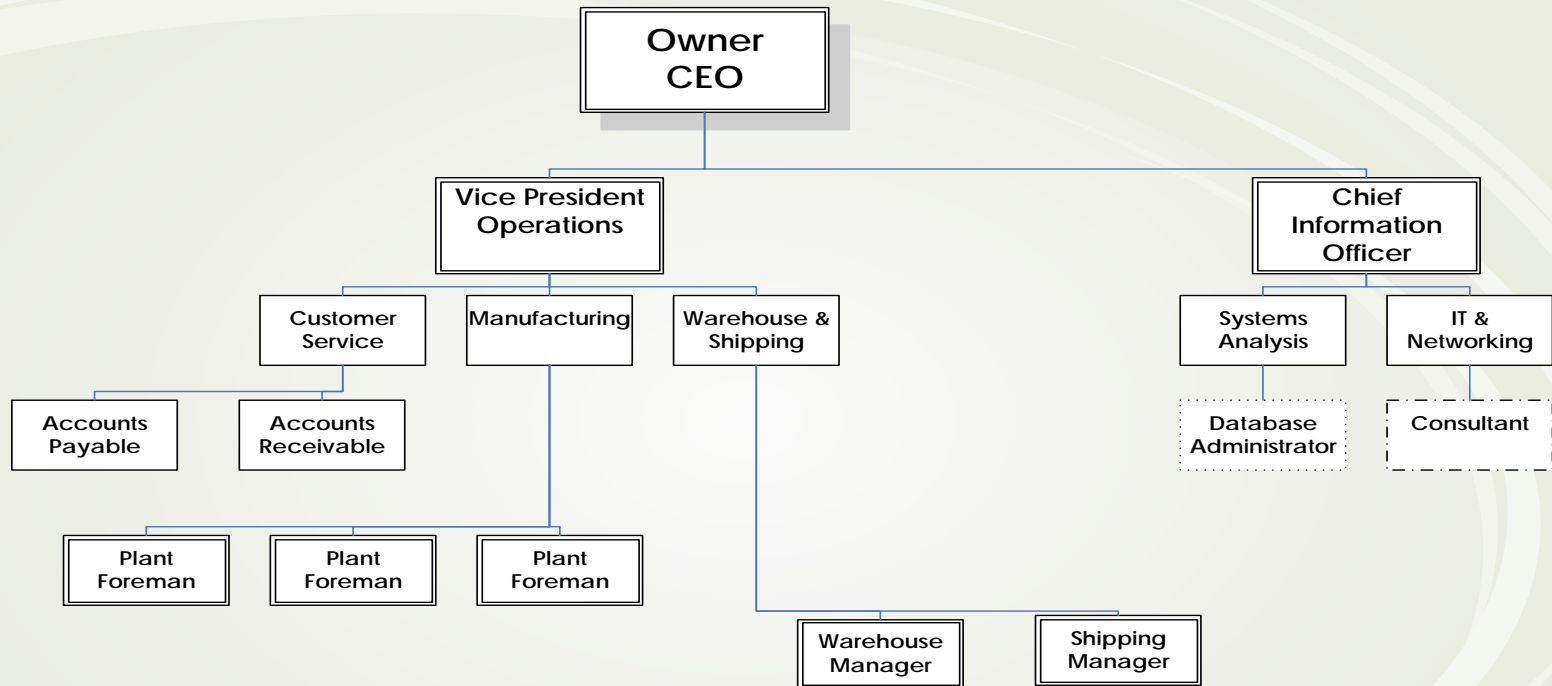 Owner
CEO
Vice President
Operations
Chief
Information
Officer
Customer
Service
Manufacturing
Warehouse &
Shipping
Systems
Analysis
IT &
Networking
Accounts
Payable
Accounts
Receivable
Database
Administrator
Consultant
Plant
Foreman
Plant
Foreman
Plant
Foreman
Warehouse
Manager
Shipping
Manager